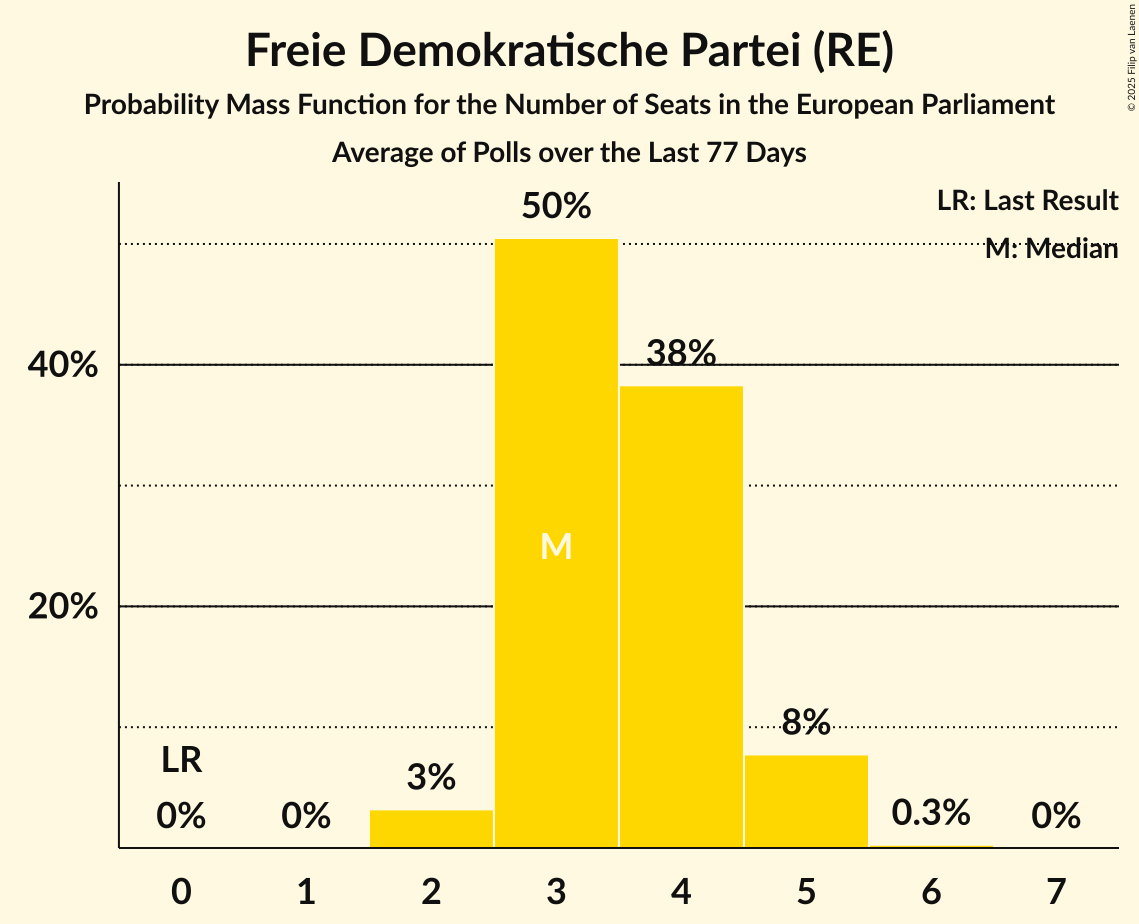 Freie Demokratische Partei (RE)
Probability Mass Function for the Number of Seats in the European Parliament
Average of Polls over the Last 77 Days
© 2025 Filip van Laenen
LR: Last Result
M: Median
50%
38%
40%
M
20%
8%
LR
3%
0%
0%
0.3%
0%
0 1 2 3 4 5 6 7